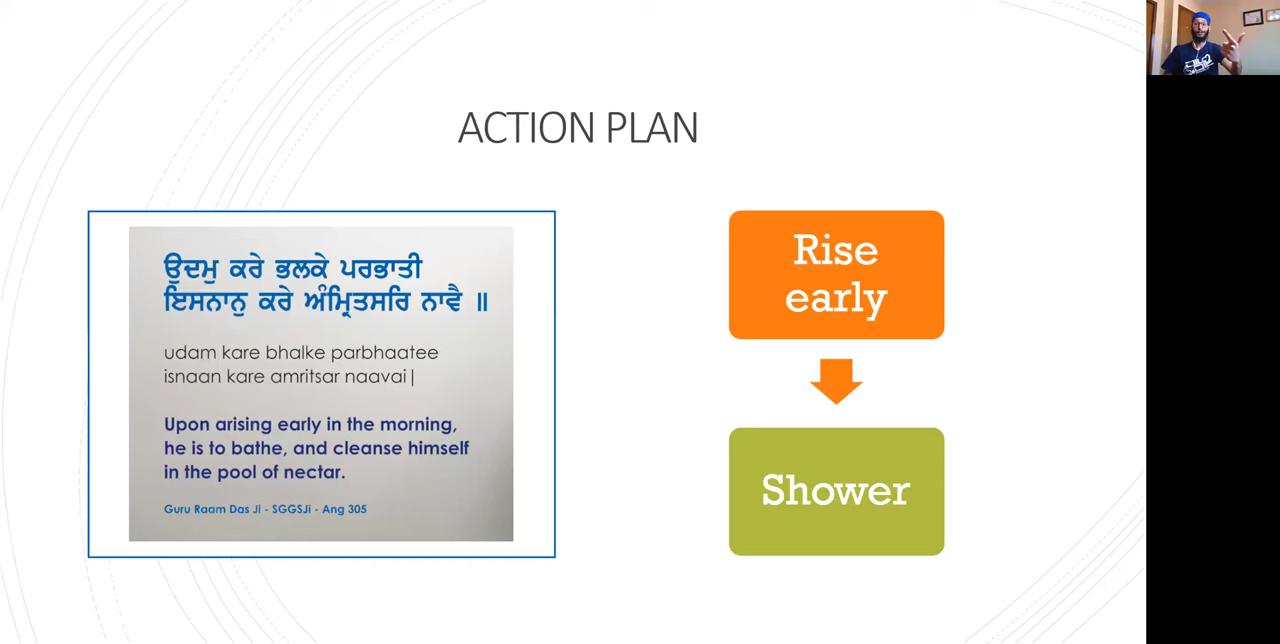 ACTION PLAN
ਉਦਮੁ ਕਰੇ ਭਲਕੇ ਪਰਭਾਤੀ
ਇਸਨਾਨੁ ਕਰੇ ਅੰਮ੍ਰਿਤਸਰਿ ਨਾਵੈ ॥
udam kare bhalke parbhaatee
isnaan kare amritsar naavai|
Upon arising early in the morning,
he is to bathe, and cleanse himself
in the pool of nectar.
Guru Raam Das Ji - SGGSJi - Ang 305
Rise
early
Shower